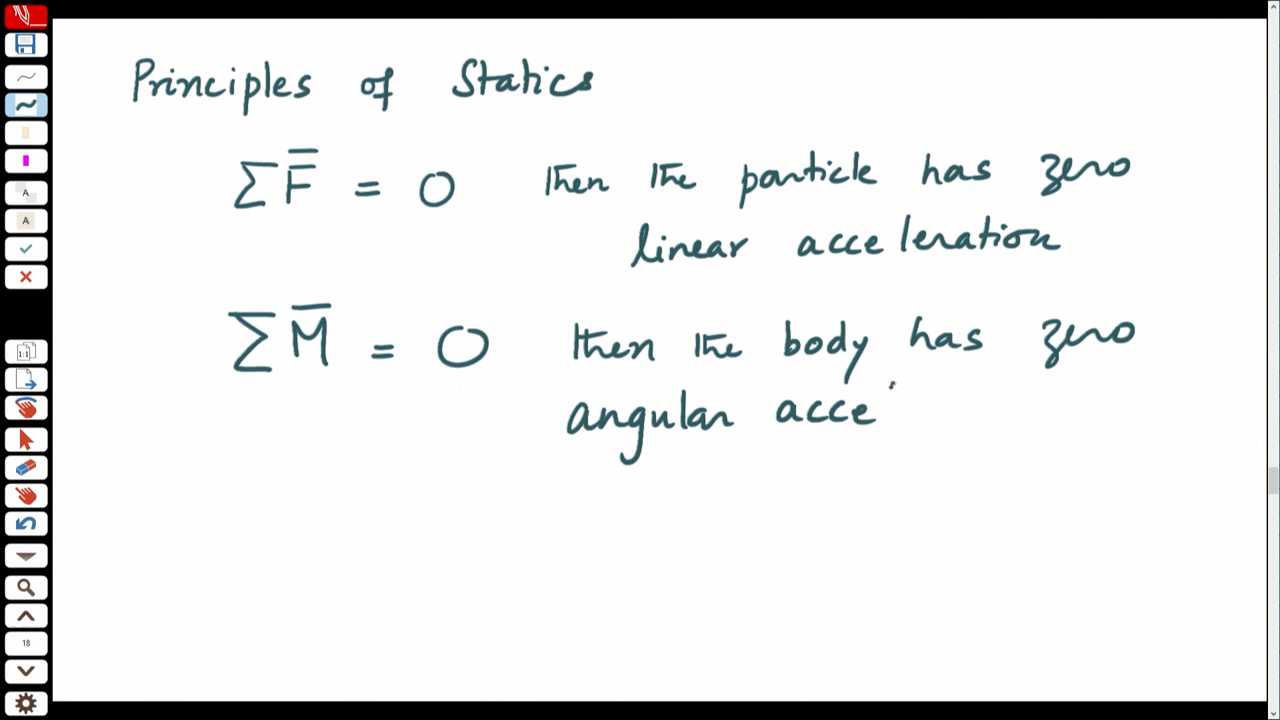 Principles of Statics
ΣF̄ = 0 then the particle has zero
linear acceleration
ΣM̄ = 0 then the body has zero
angular acce
18